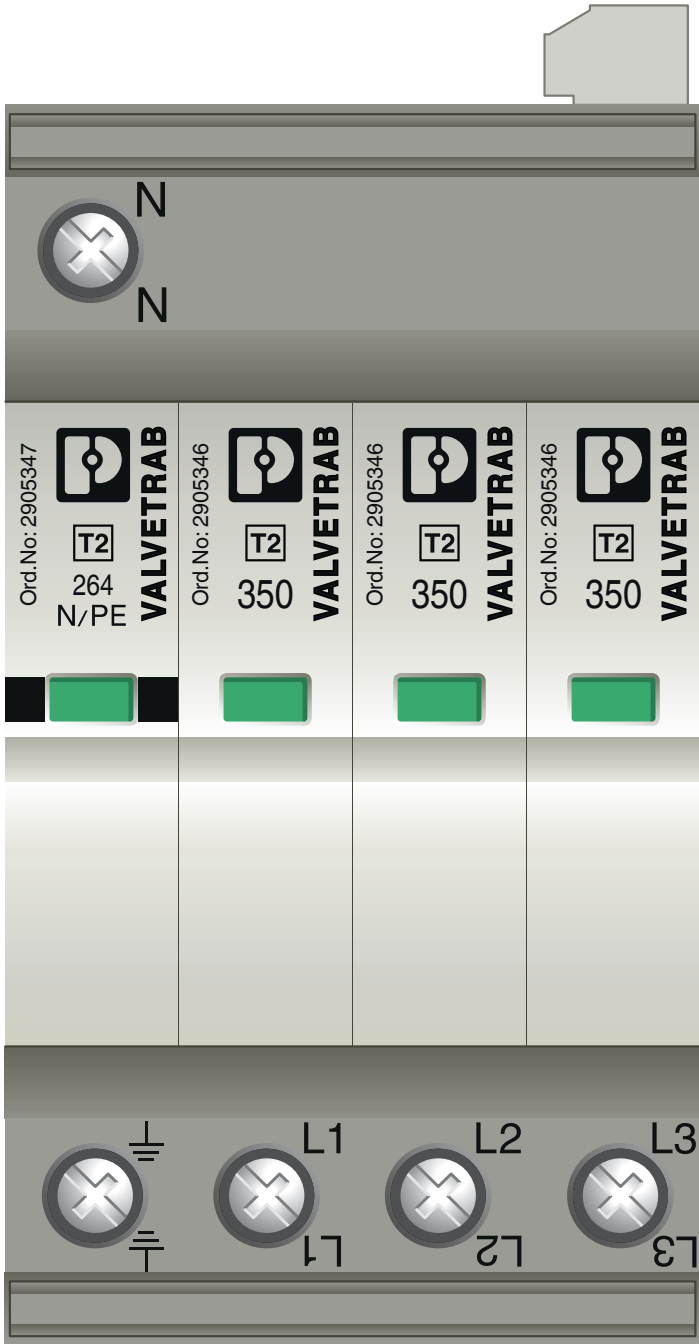 N
N
Ord.No: 2905347
VALVETRAB
T2
264
N/PE
Ord.No: 2905346
VALVETRAB
T2
350
Ord.No: 2905346
VALVETRAB
T2
350
Ord.No: 2905346
VALVETRAB
T2
350
L1
L2
L3
L1
L2
L3